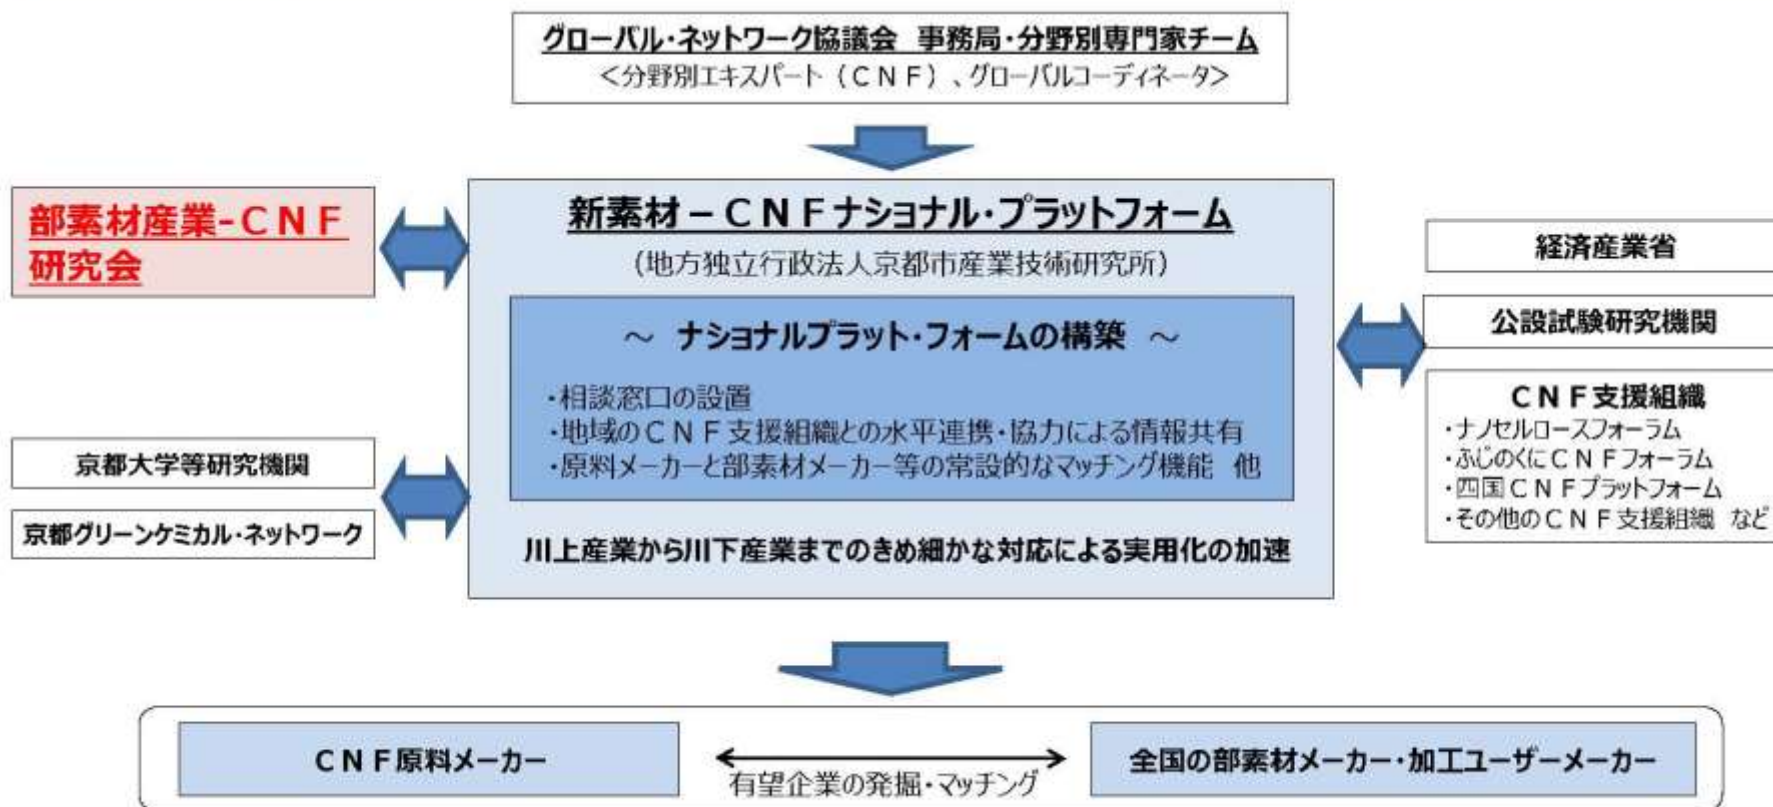 グローバル・ネットワーク協議会 事務局・分野別専門家チーム
＜分野別エキスパート（ＣＮＦ）、グローバルコーディネータ＞
部素材産業-ＣＮＦ
研究会
新素材－ＣＮＦナショナル・プラットフォーム
（地方独立行政法人京都市産業技術研究所）
～ ナショナルプラット・フォームの構築 ～
・相談窓口の設置
・地域のＣＮＦ支援組織との水平連携・協力による情報共有
・原料メーカーと部素材メーカー等の常設的なマッチング機能 他
川上産業から川下産業までのきめ細かな対応による実用化の加速
京都大学等研究機関
京都グリーンケミカル・ネットワーク
経済産業省
公設試験研究機関
ＣＮＦ支援組織
・ナノセルロースフォーラム
・ふじのくにＣＮＦフォーラム
・四国ＣＮＦプラットフォーム
・その他のＣＮＦ支援組織 など
ＣＮＦ原料メーカー
有望企業の発掘・マッチング
全国の部素材メーカー・加工ユーザーメーカー